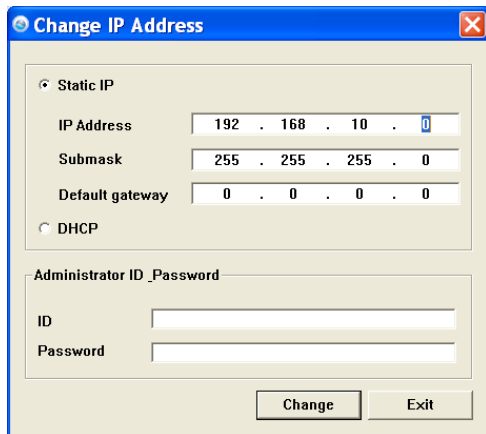 Change IP Address
Static IP
IP Address 192 . 168 . 10 . 0
Submask 255 . 255 . 255 . 0
Default gateway 0 . 0 . 0 . 0
DHCP
Administrator ID _Password
ID
Password
Change Exit